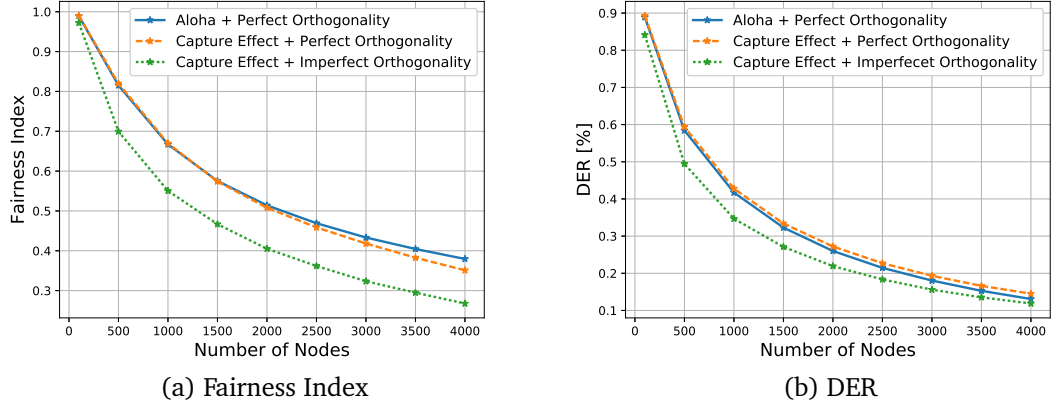 Aloha + Perfect Orthogonality
Capture Effect + Perfect Orthogonality
Capture Effect + Imperfect Orthogonality
1.0
0.9
0.8
0.7
0.6
0.5
0.4
0.3
Fairness Index
0 500 1000 1500 2000 2500 3000 3500 4000
Number of Nodes
(a) Fairness Index
Aloha + Perfect Orthogonality
Capture Effect + Perfect Orthogonality
Capture Effect + Imperfecet Orthogonality
0.9
0.8
0.7
0.6
0.5
0.4
0.3
0.2
0.1
DER [%]
0 500 1000 1500 2000 2500 3000 3500 4000
Number of Nodes
(b) DER